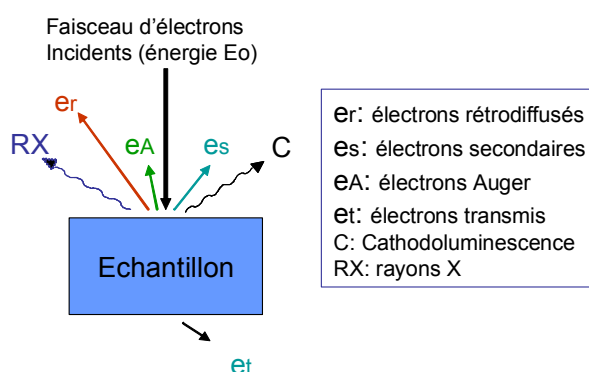 Faisceau d'électrons
Incidents (énergie Eo)
er
eA
es
RX
C
Echantillon
et
er: électrons rétrodiffusés
es: électrons secondaires
eA: électrons Auger
et: électrons transmis
C: Cathodoluminescence
RX: rayons X